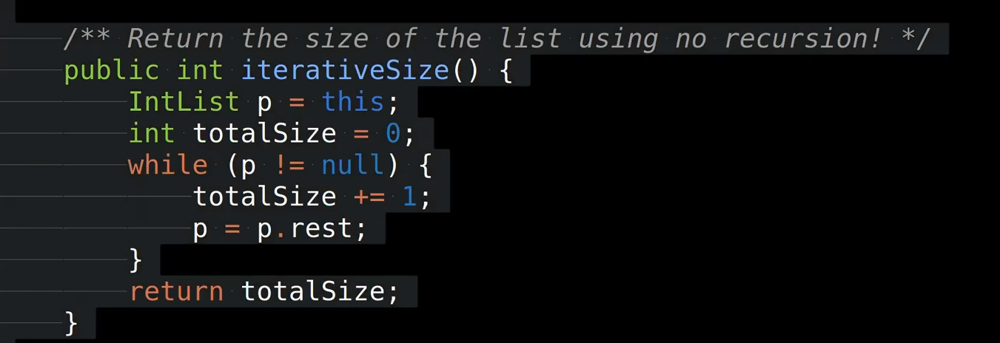 /** Return the size of the list using no recursion! */
public int iterativeSize() {
IntList p = this;
int totalSize = 0;
while (p != null) {
totalSize += 1;
p = p.rest;
}
return totalSize;
}